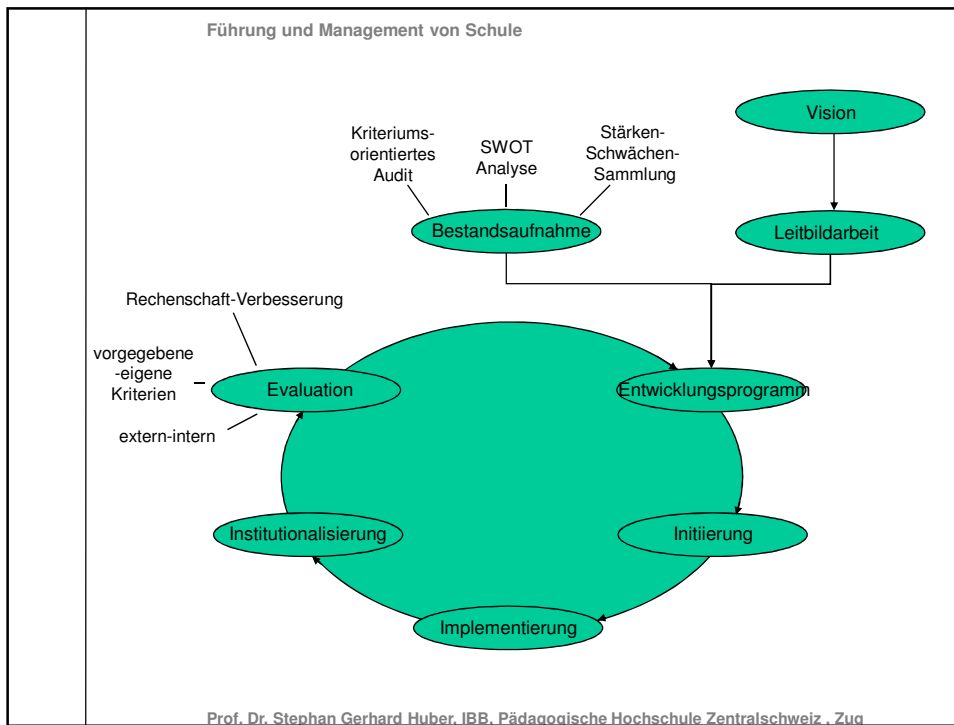 Führung und Management von Schule
Vision
Kriteriums-
orientiertes
Audit
SWOT
Analyse
Stärken-
Schwächen-
Sammlung
Bestandsaufnahme
Leitbildarbeit
Rechenschaft-Verbesserung
vorgegebene
-eigene
Kriterien
Evaluation
Entwicklungsprogramm
extern-intern
Institutionalisierung
Initiierung
Implementierung
Prof. Dr. Stephan Gerhard Huber, IBB, Pädagogische Hochschule Zentralschweiz , Zug